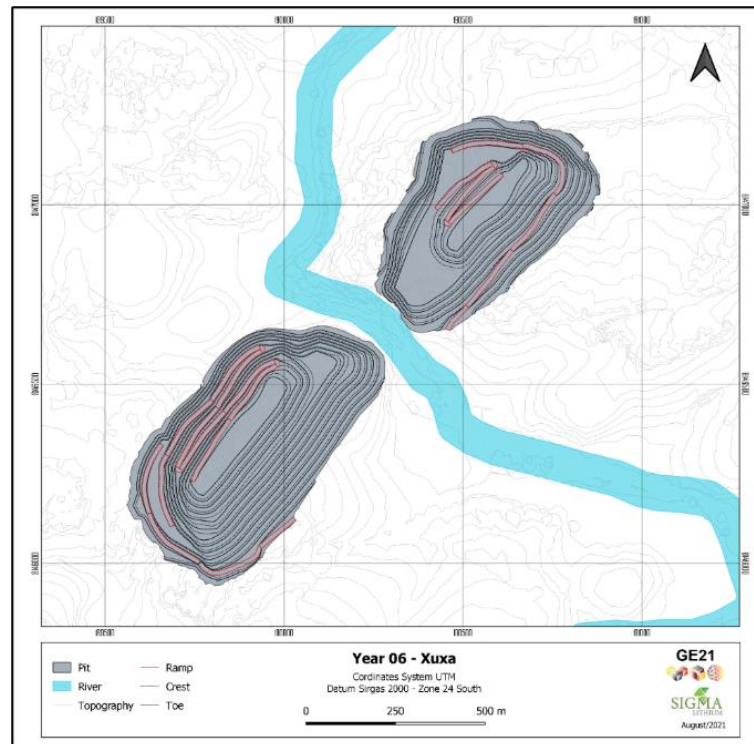 Year 06 - Xuxa
Cordinates System UTM
Datum Sirgas 2000 - Zone 24 South
Pit
River
Topography
Ramp
Crest
Toe
0 250 500 m
GE21
SIGMA
LITHIUM
August/2021